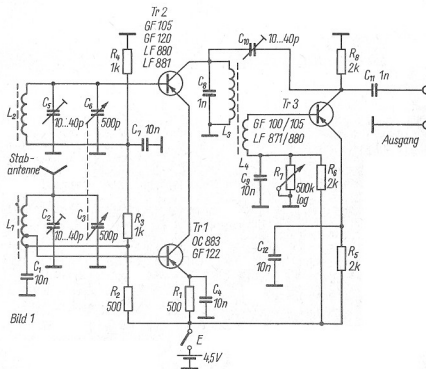 Tr 2
GF 105
GF 120
LF 880
LF 881
R4
1k
C10
10...40p
R8
2k
C11 1n
C8
1n
L3
Tr 3
GF 100/105
LF 871/880
L2
C5
10...40p
C6
500p
C7 10n
Ausgang
L4
Stab-
antenne
C9
10n
R7
500k
log
R6
2k
L1
C2
10...40p
C3
500p
R3
1k
Tr 1
OC 883
GF 122
C12
10n
R5
2k
C1
10n
R2
500
R1
500
C4
10n
Bild 1
E
4,5V